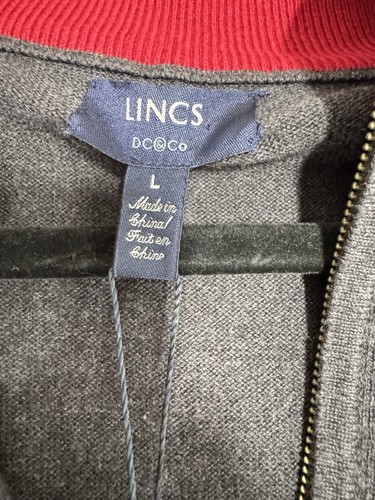 LINCS
DC&Co
L
Made in
China/
Fait en
Chine